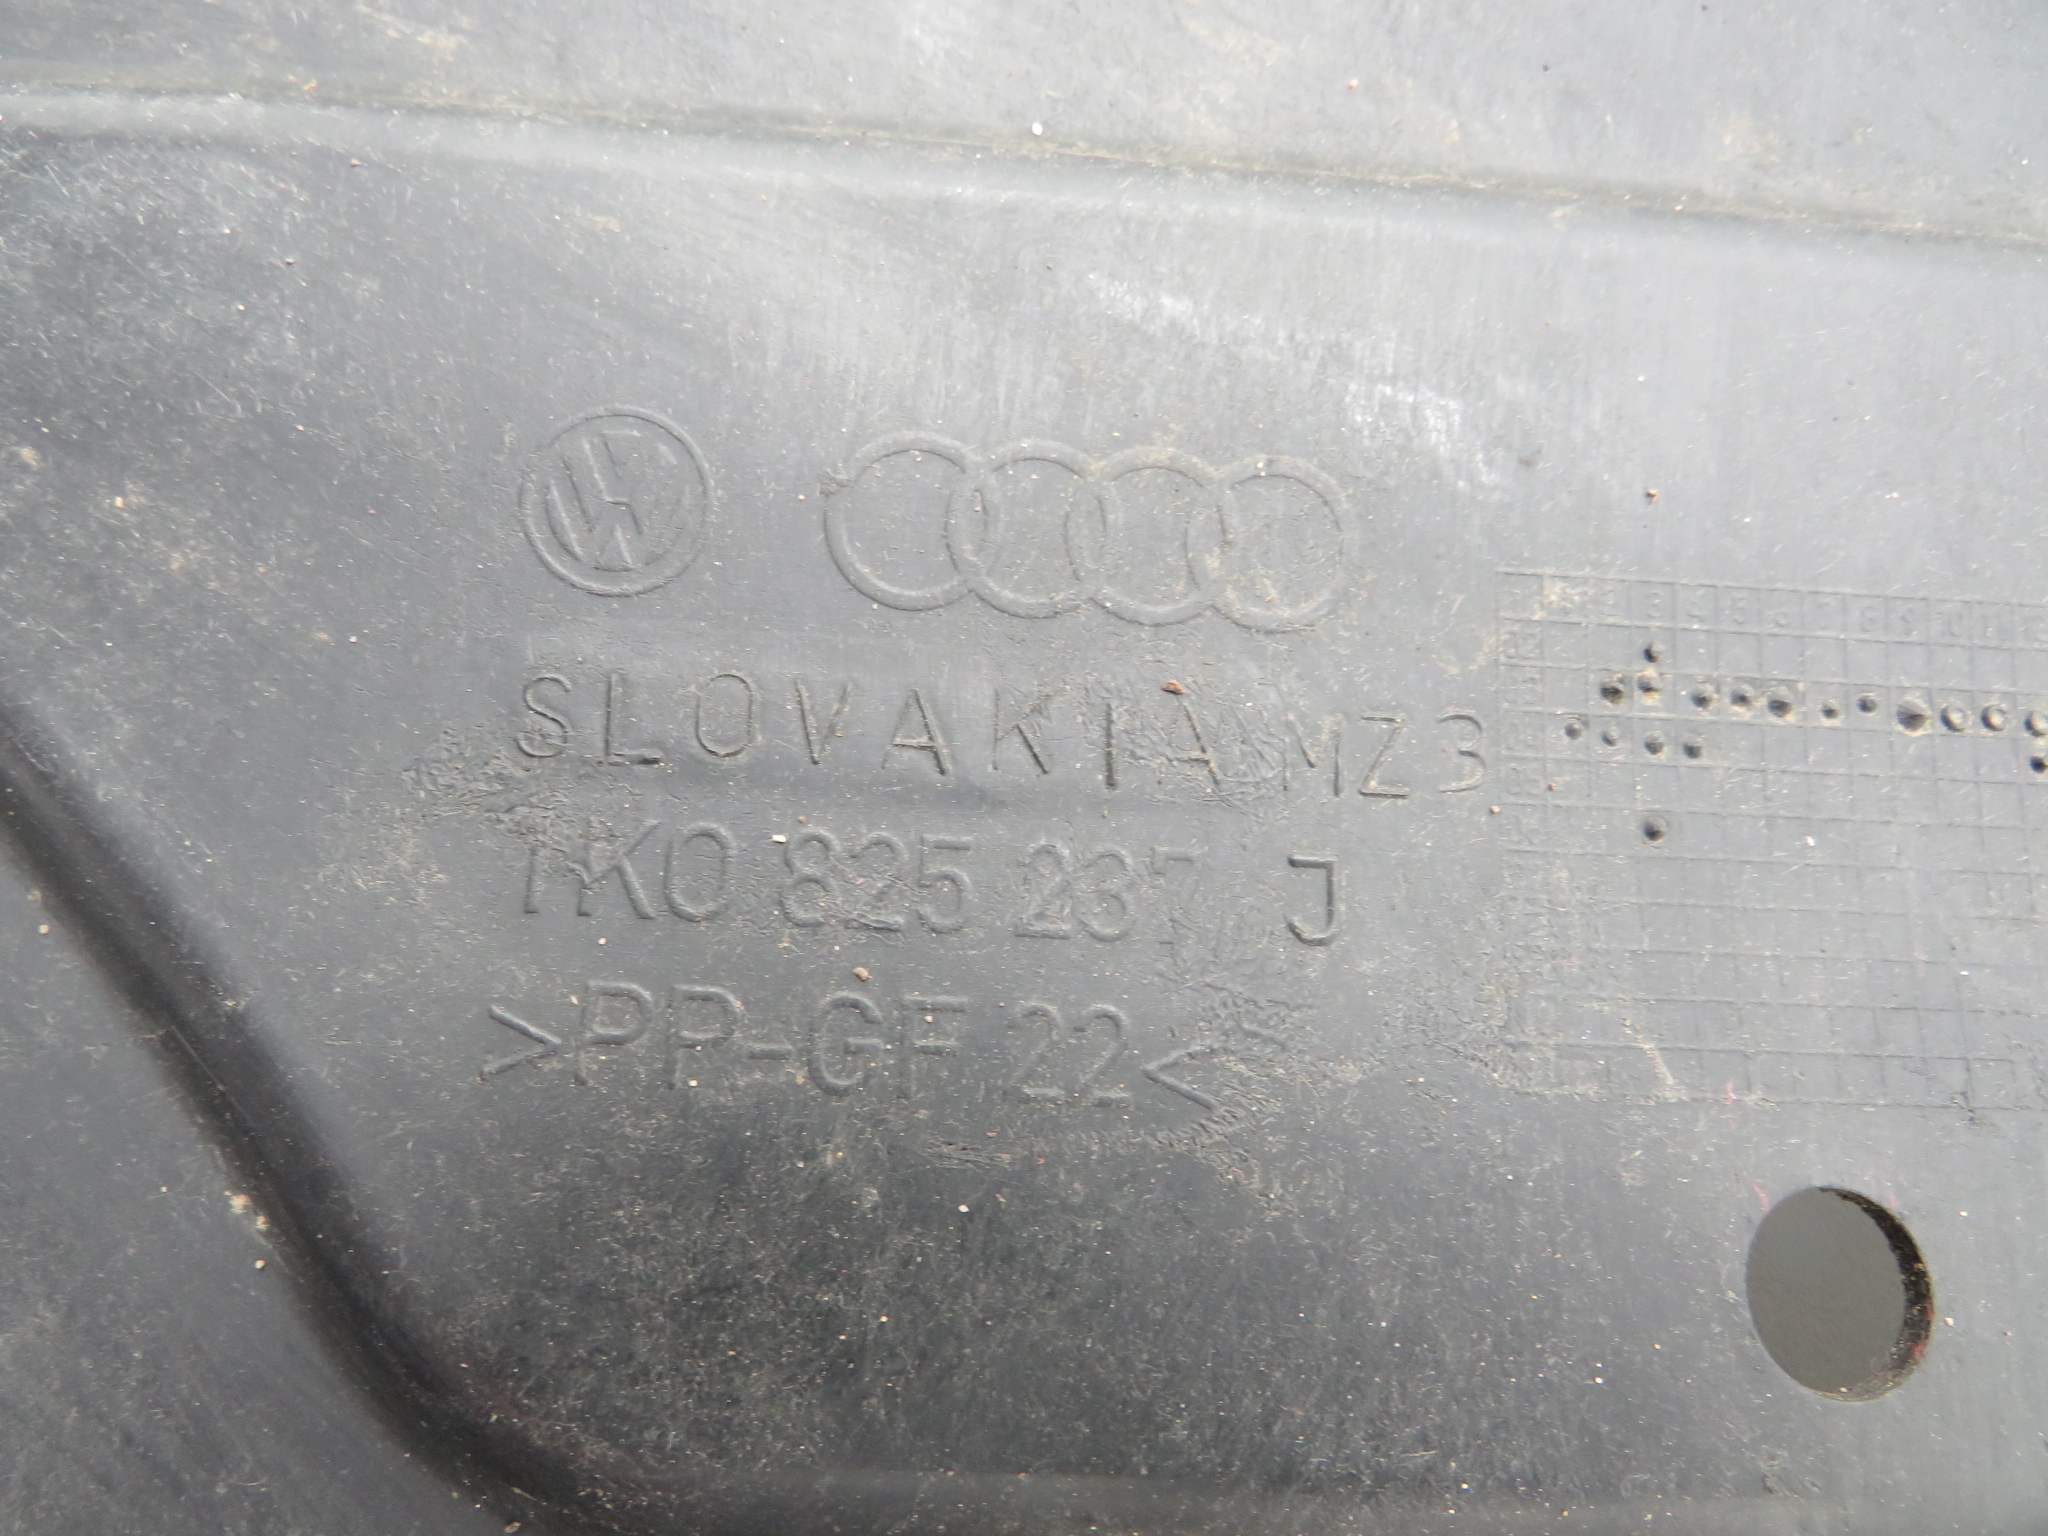 SLOVAKIA MZ3
1K0 825 237 J
>PP-GF 22<